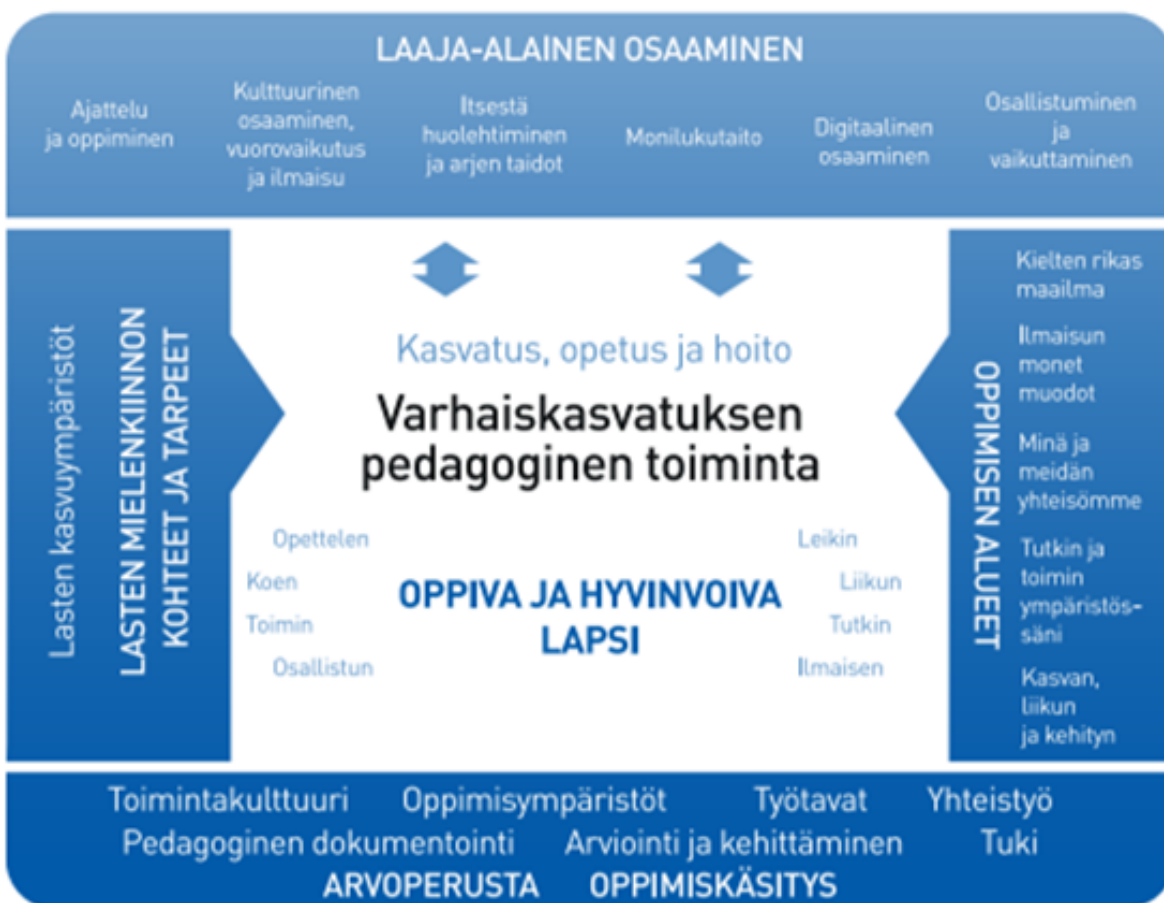 LAAJA-ALAINEN OSAAMINEN
Ajattelu
ja oppiminen
Kulttuurinen
osaaminen,
vuorovaikutus
ja ilmaisu
Itsestä
huolehtiminen
ja arjen taidot
Monilukutaito
Digitaalinen
osaaminen
Osallistuminen
ja
vaikuttaminen
Lasten kasvuympäristöt
LASTEN MIELENKIINNON
KOHTEET JA TARPEET
Kasvatus, opetus ja hoito
Varhaiskasvatuksen
pedagoginen toiminta
Opettelen
Koen
Toimin
Osallistun
OPPIVA JA HYVINVOIVA
LAPSI
Leikin
Liikun
Tutkin
Ilmaisen
OPPIMISEN ALUEET
Kielten rikas
maailma
Ilmaisun
monet
muodot
Minä ja
meidän
yhteisömme
Tutkin ja
toimin
ympäristös-
säni
Kasvan,
liikun
ja kehityn
Toimintakulttuuri Oppimisympäristöt Työtavat Yhteistyö
Pedagoginen dokumentointi Arviointi ja kehittäminen Tuki
ARVOPERUSTA OPPIMISKÄSITYS